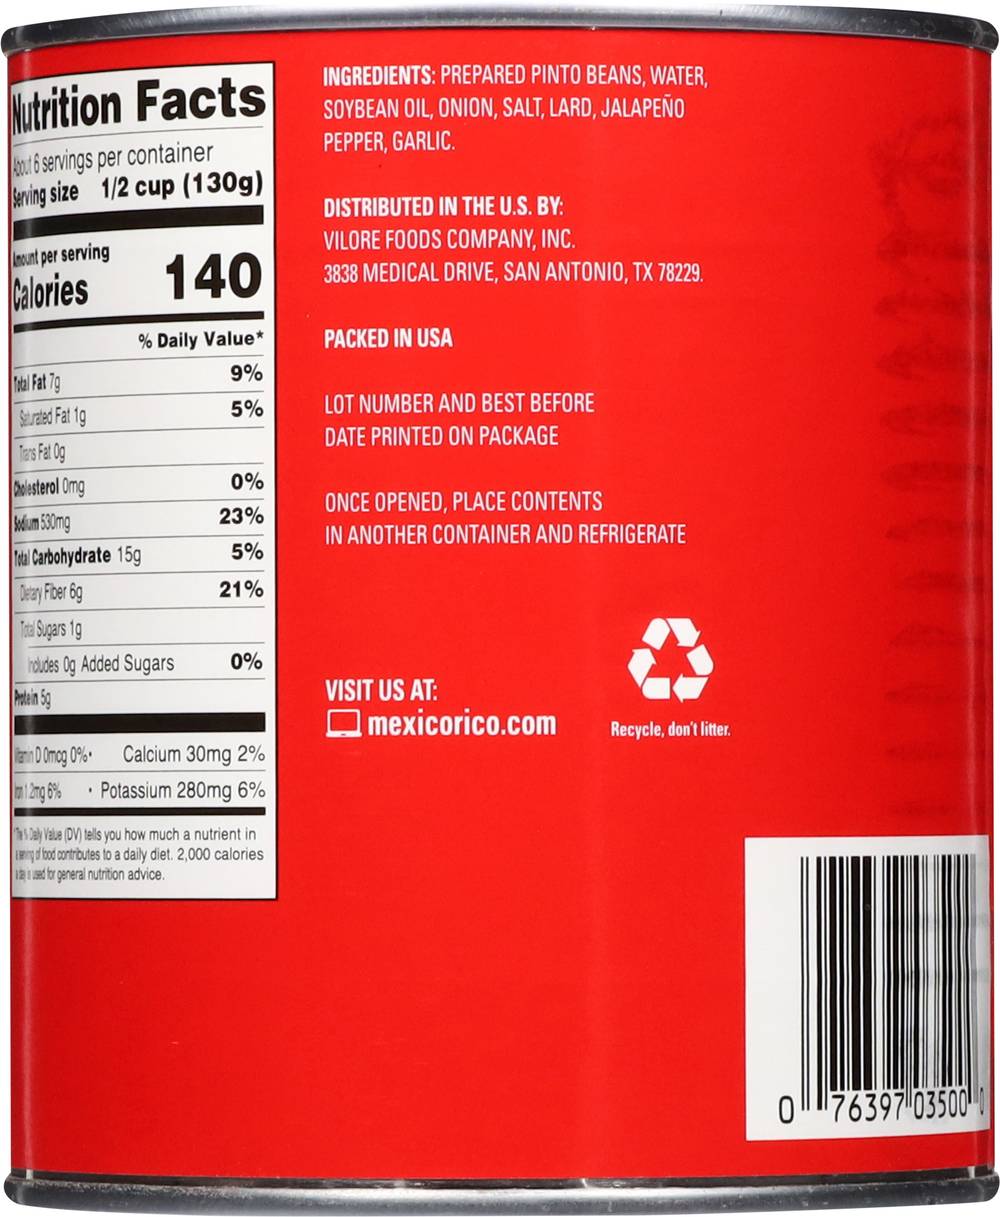 Nutrition Facts
About 6 servings per container
Serving size 1/2 cup (130g)
Amount per serving
Calories 140
% Daily Value*
Total Fat 7g 9%
Saturated Fat 1g 5%
Trans Fat 0g
Cholesterol 0mg 0%
Sodium 530mg 23%
Total Carbohydrate 15g 5%
Dietary Fiber 6g 21%
Total Sugars 1g
Includes 0g Added Sugars 0%
Protein 5g
Vitamin D 0mcg 0% • Calcium 30mg 2%
Iron 1.2mg 6% • Potassium 280mg 6%
*The % Daily Value (DV) tells you how much a nutrient in
a serving of food contributes to a daily diet. 2,000 calories
a day is used for general nutrition advice.
INGREDIENTS: PREPARED PINTO BEANS, WATER,
SOYBEAN OIL, ONION, SALT, LARD, JALAPEÑO
PEPPER, GARLIC.
DISTRIBUTED IN THE U.S. BY:
VILORE FOODS COMPANY, INC.
3838 MEDICAL DRIVE, SAN ANTONIO, TX 78229.
PACKED IN USA
LOT NUMBER AND BEST BEFORE
DATE PRINTED ON PACKAGE
ONCE OPENED, PLACE CONTENTS
IN ANOTHER CONTAINER AND REFRIGERATE
VISIT US AT:
mexicorico.com
Recycle, don't litter.
0 76397 03500 0